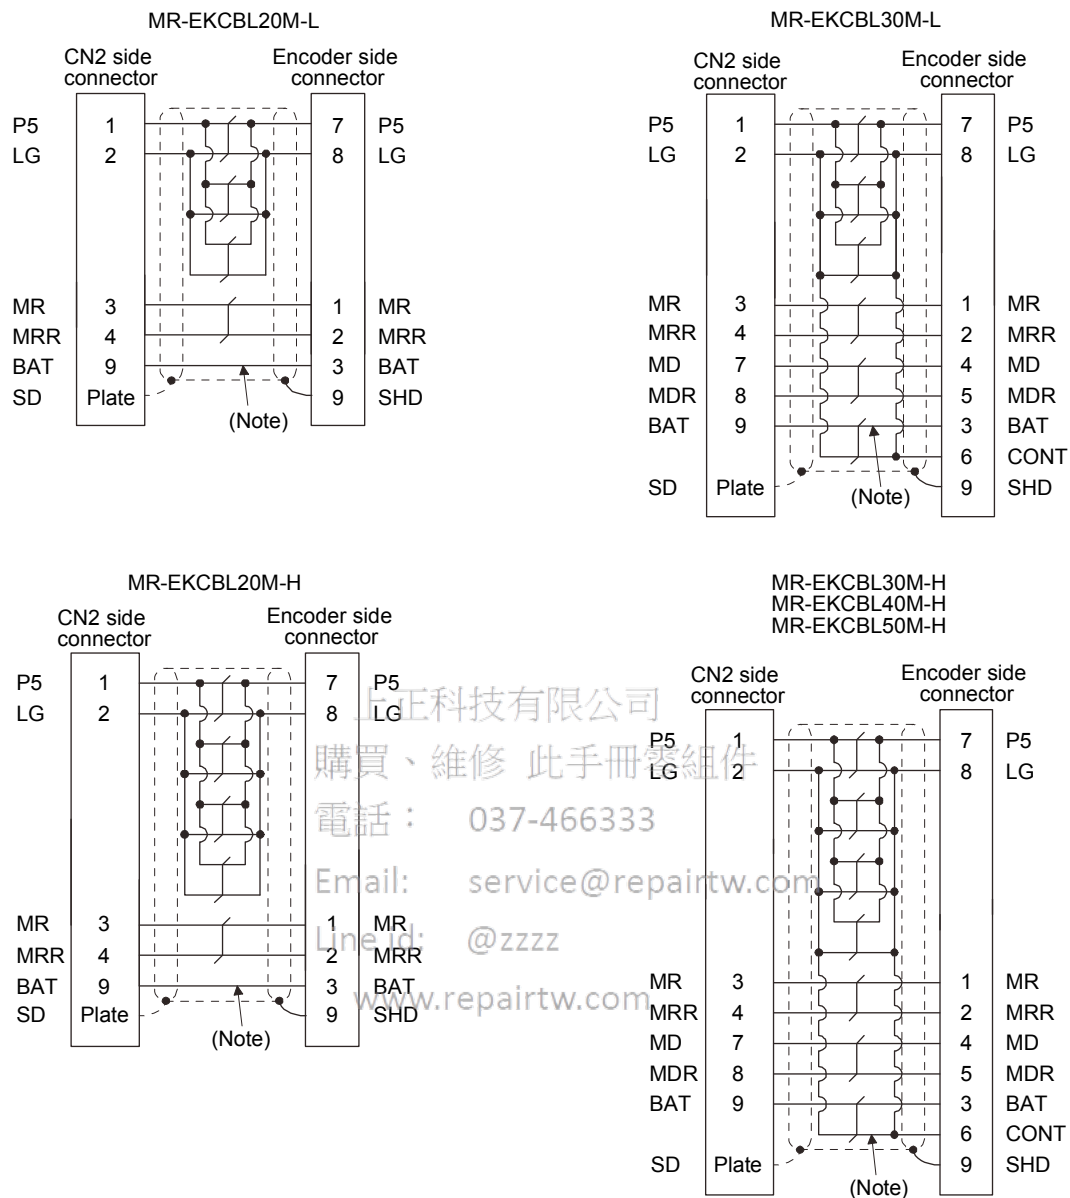 MR-EKCBL20M-L
CN2 side connector
Encoder side connector
P5 1 7 P5
LG 2 8 LG
MR 3 1 MR
MRR 4 2 MRR
BAT 9 3 BAT
SD Plate 9 SHD
(Note)
MR-EKCBL30M-L
CN2 side connector
Encoder side connector
P5 1 7 P5
LG 2 8 LG
MR 3 1 MR
MRR 4 2 MRR
MD 7 4 MD
MDR 8 5 MDR
BAT 9 3 BAT
6 CONT
SD Plate 9 SHD
(Note)
MR-EKCBL20M-H
CN2 side connector
Encoder side connector
P5 1 7 P5
LG 2 8 LG
MR 3 1 MR
MRR 4 2 MRR
BAT 9 3 BAT
SD Plate 9 SHD
(Note)
MR-EKCBL30M-H
MR-EKCBL40M-H
MR-EKCBL50M-H
CN2 side connector
Encoder side connector
P5 1 7 P5
LG 2 8 LG
MR 3 1 MR
MRR 4 2 MRR
MD 7 4 MD
MDR 8 5 MDR
BAT 9 3 BAT
6 CONT
SD Plate 9 SHD
(Note)
上正科技有限公司
購買、維修 此手冊零組件
電話： 037-466333
Email: service@repairtw.com
Line id: @zzzz
www.repairtw.com